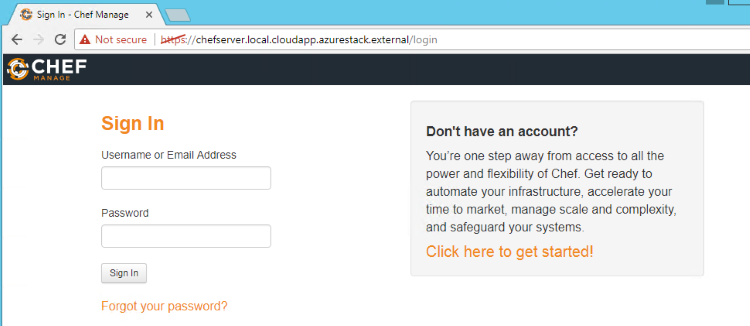 Sign In - Chef Manage
Not secure https://chefserver.local.cloudapp.azurestack.external/login
CHEF
MANAGE
Sign In
Username or Email Address
Password
Sign In
Forgot your password?
Don't have an account?
You're one step away from access to all the
power and flexibility of Chef. Get ready to
automate your infrastructure, accelerate your
time to market, manage scale and complexity,
and safeguard your systems.
Click here to get started!